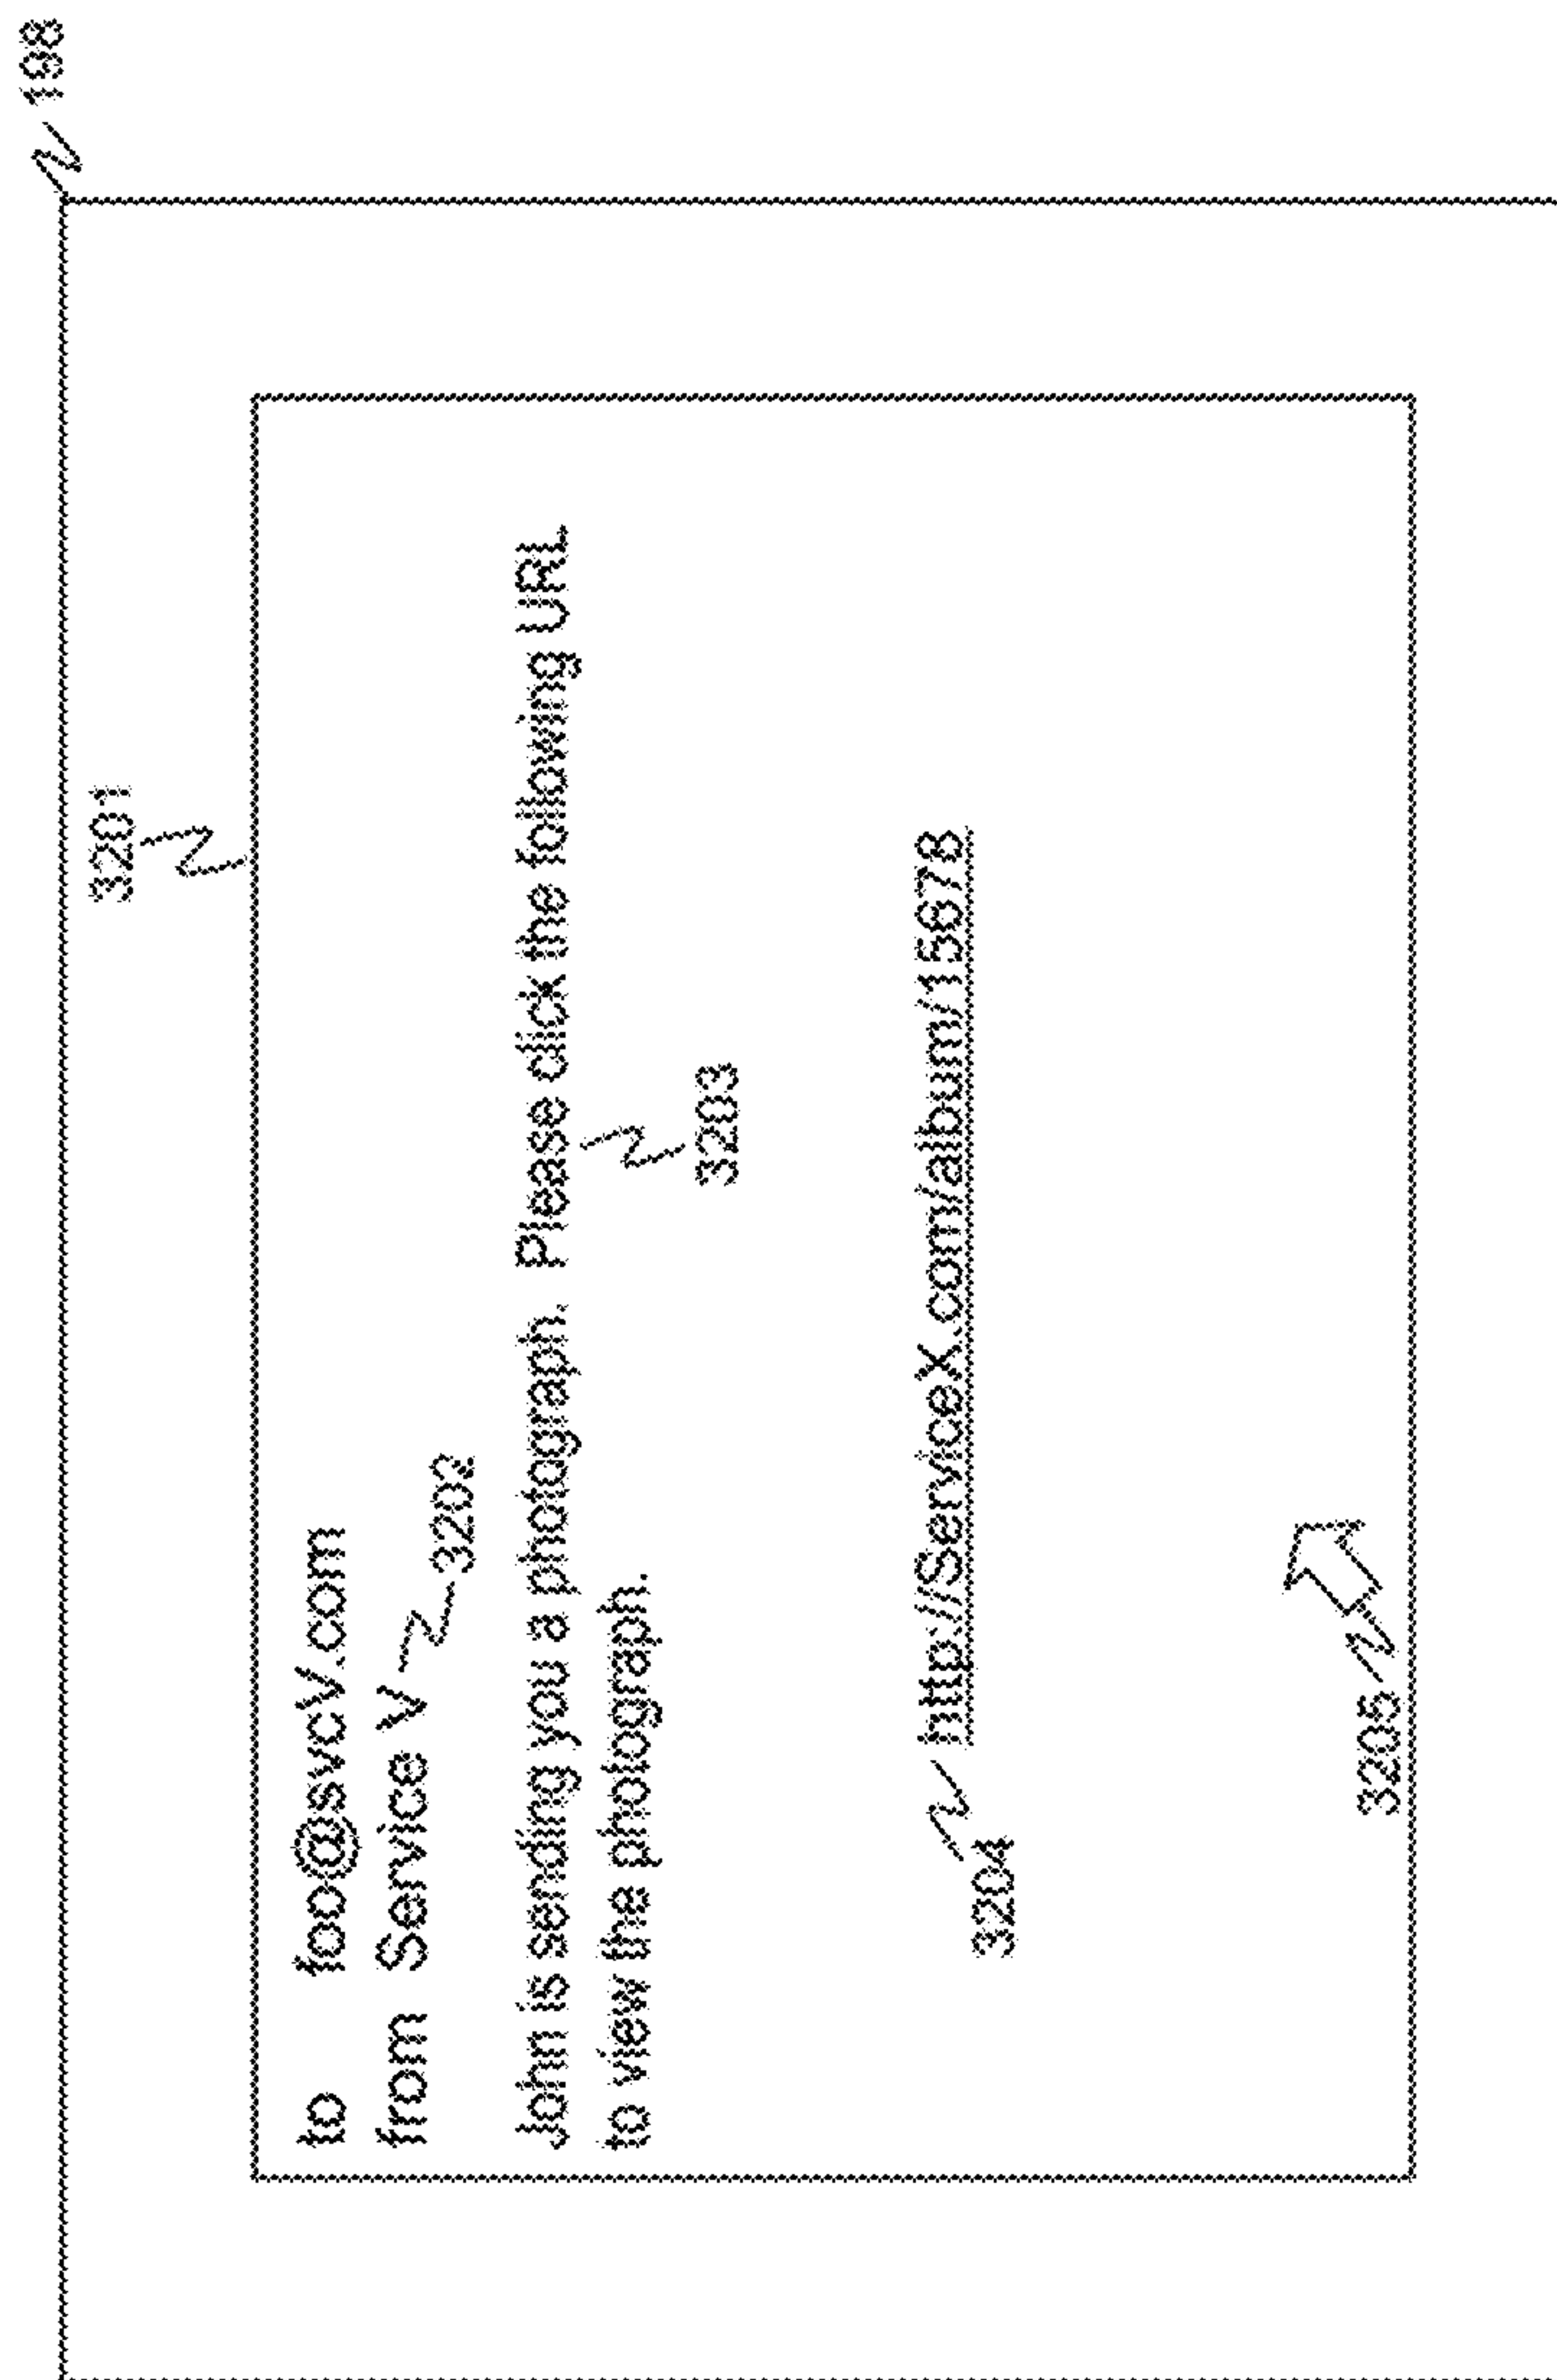 198
3201
to foo@svcV.com
from Service V
3202
John is sending you a photograph. Please click the following URL
to view the photograph.
3203
http://ServiceX.com/album/15678
3204
3205